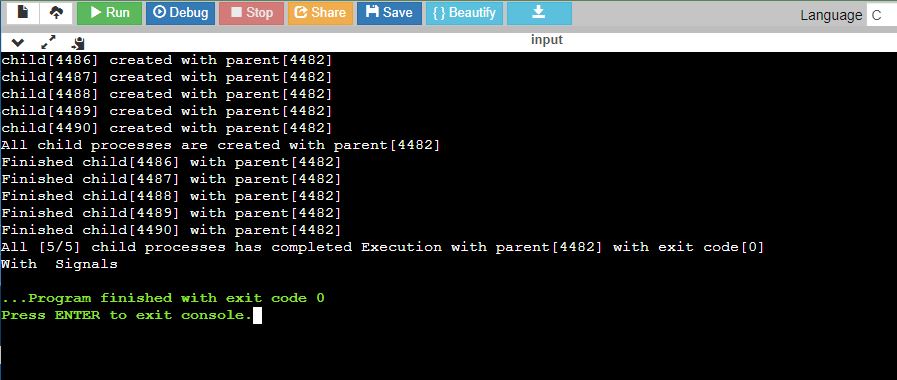 Run Debug Stop Share Save { } Beautify Language C
input
child[4486] created with parent[4482]
child[4487] created with parent[4482]
child[4488] created with parent[4482]
child[4489] created with parent[4482]
child[4490] created with parent[4482]
All child processes are created with parent[4482]
Finished child[4486] with parent[4482]
Finished child[4487] with parent[4482]
Finished child[4488] with parent[4482]
Finished child[4489] with parent[4482]
Finished child[4490] with parent[4482]
All [5/5] child processes has completed Execution with parent[4482] with exit code[0]
With  Signals
...Program finished with exit code 0
Press ENTER to exit console.